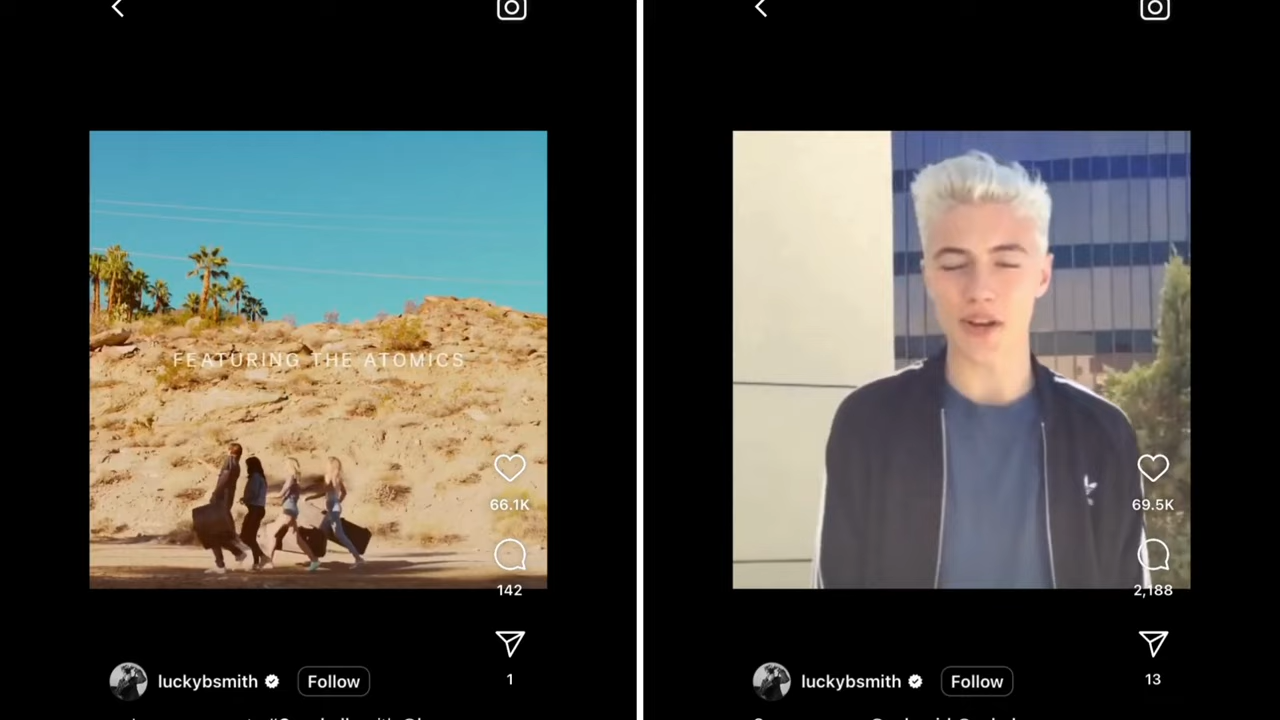 FEATURING THE ATOMICS
66.1K
142
luckybsmith
Follow
1
69.5K
2,188
luckybsmith
Follow
13